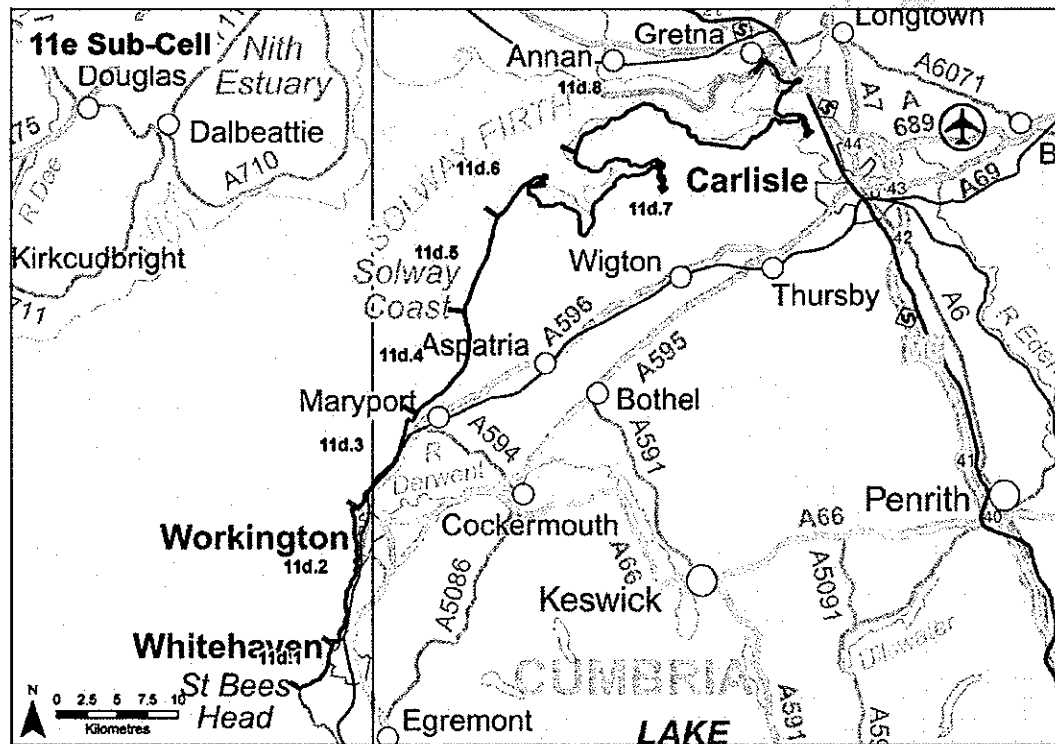 11e Sub-Cell
Douglas
Nith
Estuary
Dalbeattie
A710
R Dee
Kirkcudbright
711
Annan
Gretna
Longtown
A6071
A7
A
689
11d.8
SOLWAY FIRTH
11d.6
11d.7
Carlisle
44
43
42
A69
B
11d.5
Solway
Coast
Wigton
Thursby
A6
R Eden
11d.4
Aspatria
A596
A595
Maryport
Bothel
11d.3
A594
A591
R
Derwent
41
Penrith
40
Workington
Cockermouth
A66
A66
11d.2
A5086
Keswick
A5091
Ullswater
Whitehaven
11d.1
St Bees
Head
CUMBRIA
N
0 2.5 5 7.5 10
Kilometres
Egremont
LAKE
A591